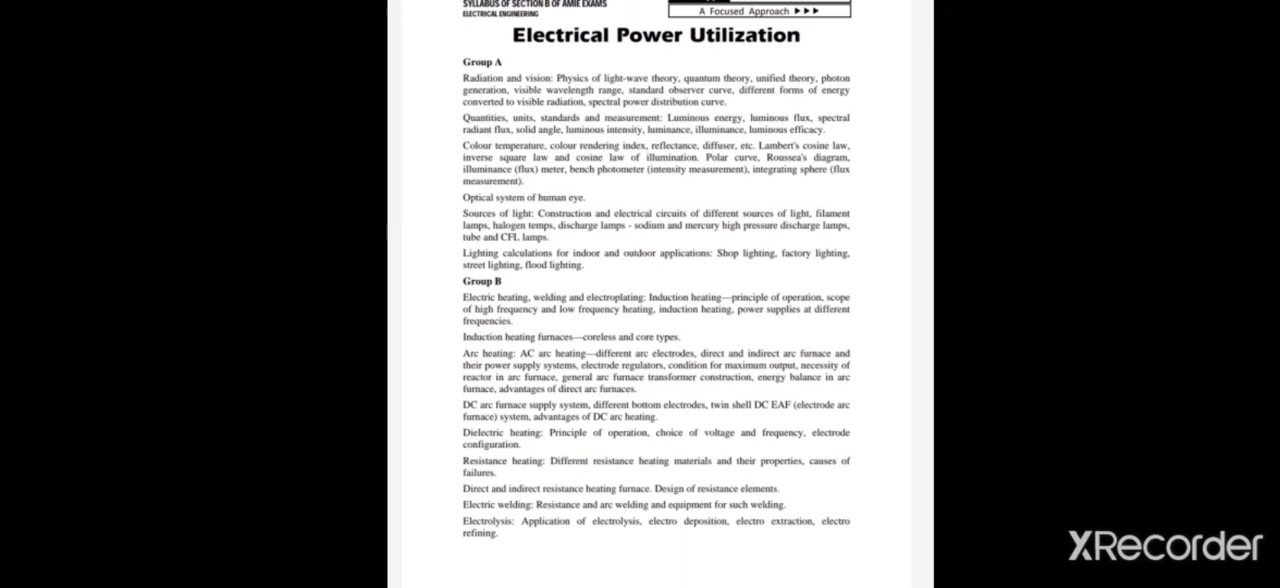 SYLLABUS OF SECTION B OF AMIE EXAMS
ELECTRICAL ENGINEERING
A Focused Approach ►►►
Electrical Power Utilization
Group A
Radiation and vision: Physics of light-wave theory, quantum theory, unified theory, photon
generation, visible wavelength range, standard observer curve, different forms of energy
converted to visible radiation, spectral power distribution curve.
Quantities, units, standards and measurement: Luminous energy, luminous flux, spectral
radiant flux, solid angle, luminous intensity, luminance, illuminance, luminous efficacy.
Colour temperature, colour rendering index, reflectance, diffuser, etc. Lambert's cosine law,
inverse square law and cosine law of illumination. Polar curve, Roussea's diagram,
illuminance (flux) meter, bench photometer (intensity measurement), integrating sphere (flux
measurement).
Optical system of human eye.
Sources of light: Construction and electrical circuits of different sources of light, filament
lamps, halogen temps, discharge lamps - sodium and mercury high pressure discharge lamps,
tube and CFL lamps.
Lighting calculations for indoor and outdoor applications: Shop lighting, factory lighting,
street lighting, flood lighting.
Group B
Electric heating, welding and electroplating: Induction heating—principle of operation, scope
of high frequency and low frequency heating, induction heating, power supplies at different
frequencies.
Induction heating furnaces—coreless and core types.
Arc heating: AC arc heating—different arc electrodes, direct and indirect arc furnace and
their power supply systems, electrode regulators, condition for maximum output, necessity of
reactor in arc furnace, general arc furnace transformer construction, energy balance in arc
furnace, advantages of direct arc furnaces.
DC arc furnace supply system, different bottom electrodes, twin shell DC EAF (electrode arc
furnace) system, advantages of DC arc heating.
Dielectric heating: Principle of operation, choice of voltage and frequency, electrode
configuration.
Resistance heating: Different resistance heating materials and their properties, causes of
failures.
Direct and indirect resistance heating furnace. Design of resistance elements.
Electric welding: Resistance and arc welding and equipment for such welding.
Electrolysis: Application of electrolysis, electro deposition, electro extraction, electro
refining.
XRecorder